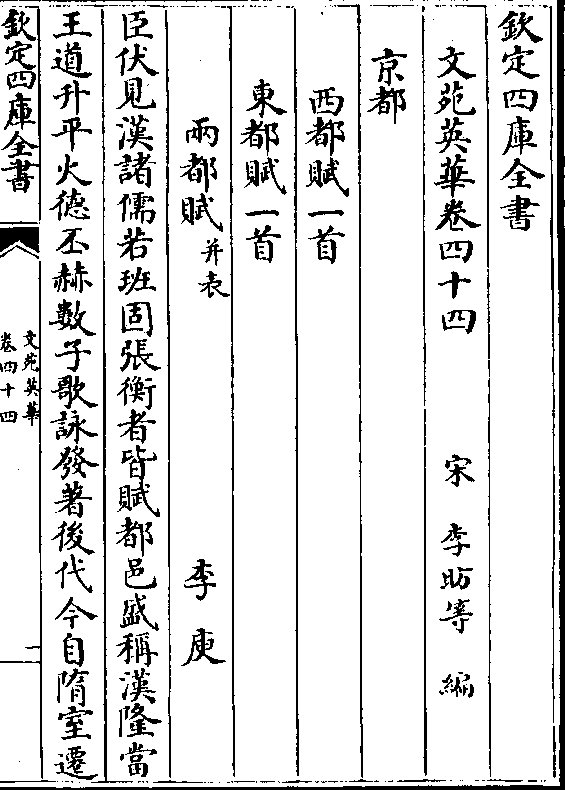 欽定四庫全書
文苑英華卷四十四　宋　李昉等　編
京都
西都賦一首
東都賦一首
兩都賦并表　李庾
臣伏見漢諸儒若班固張衡者皆賦都邑盛稱漢隆當
王道升平火德丕赫數子歌詠發著後代今自隋室遷
欽定四庫全書
文苑英華
卷四十四
一